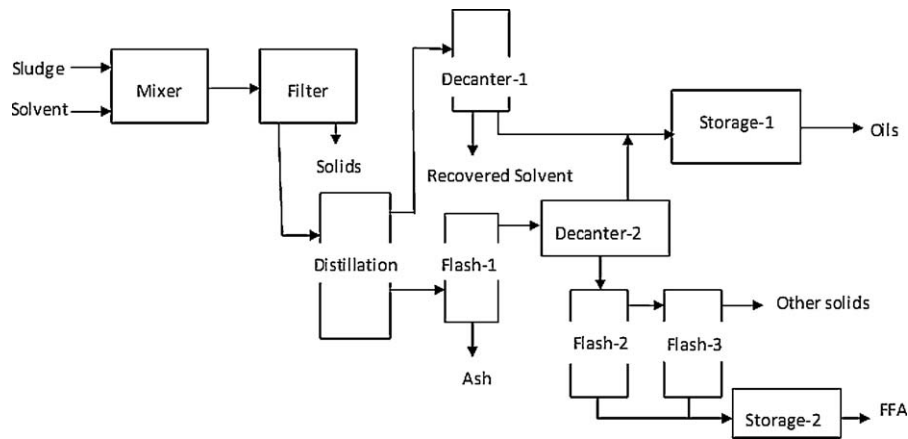 Sludge
Solvent
Mixer
Filter
Solids
Decanter-1
Recovered Solvent
Storage-1
Oils
Distillation
Flash-1
Ash
Decanter-2
Flash-2
Flash-3
Other solids
Storage-2
FFA